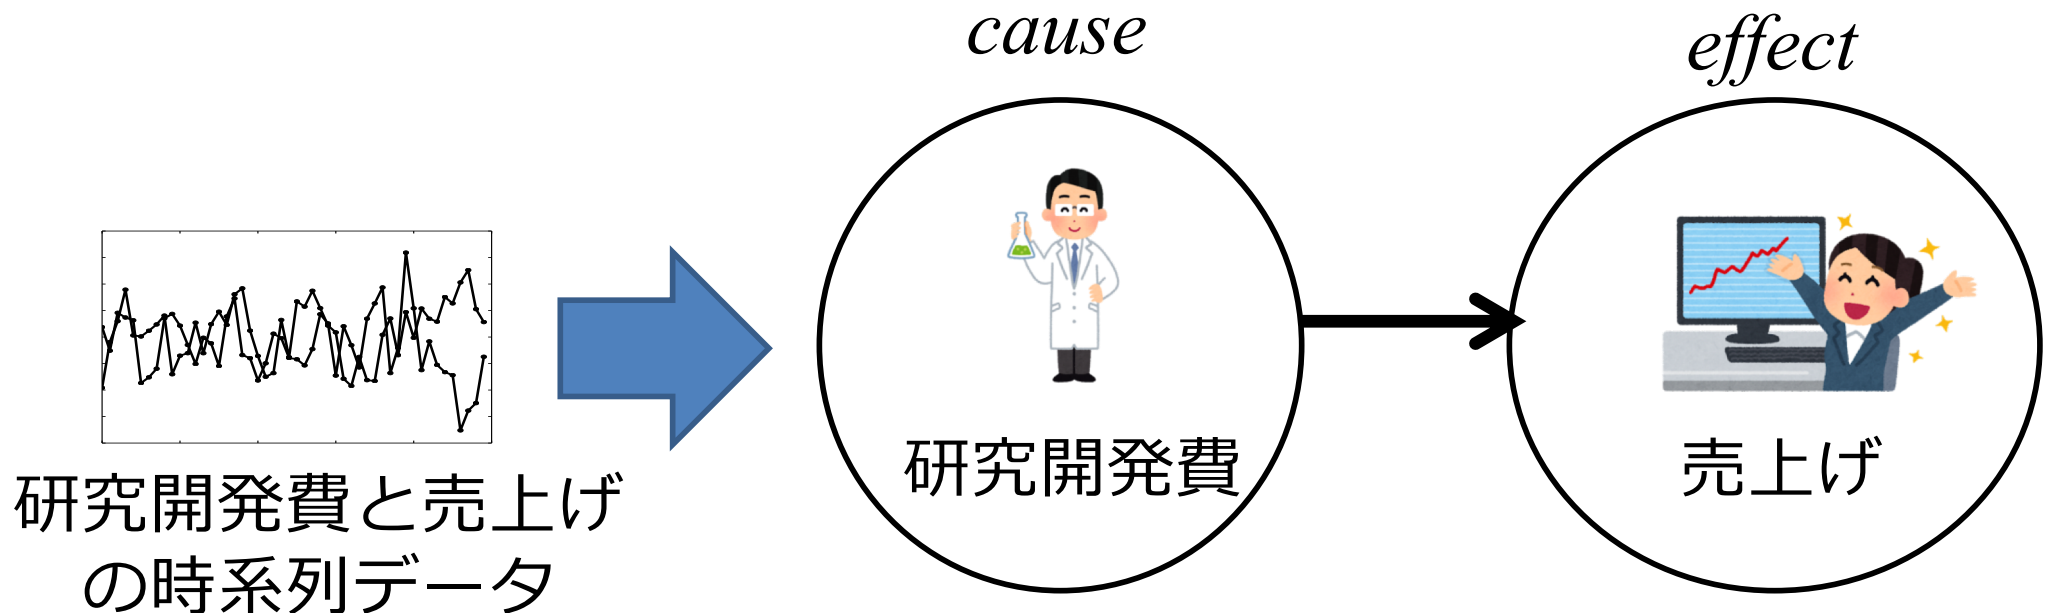 cause
effect
研究開発費
売上げ
研究開発費と売上げ
の時系列データ